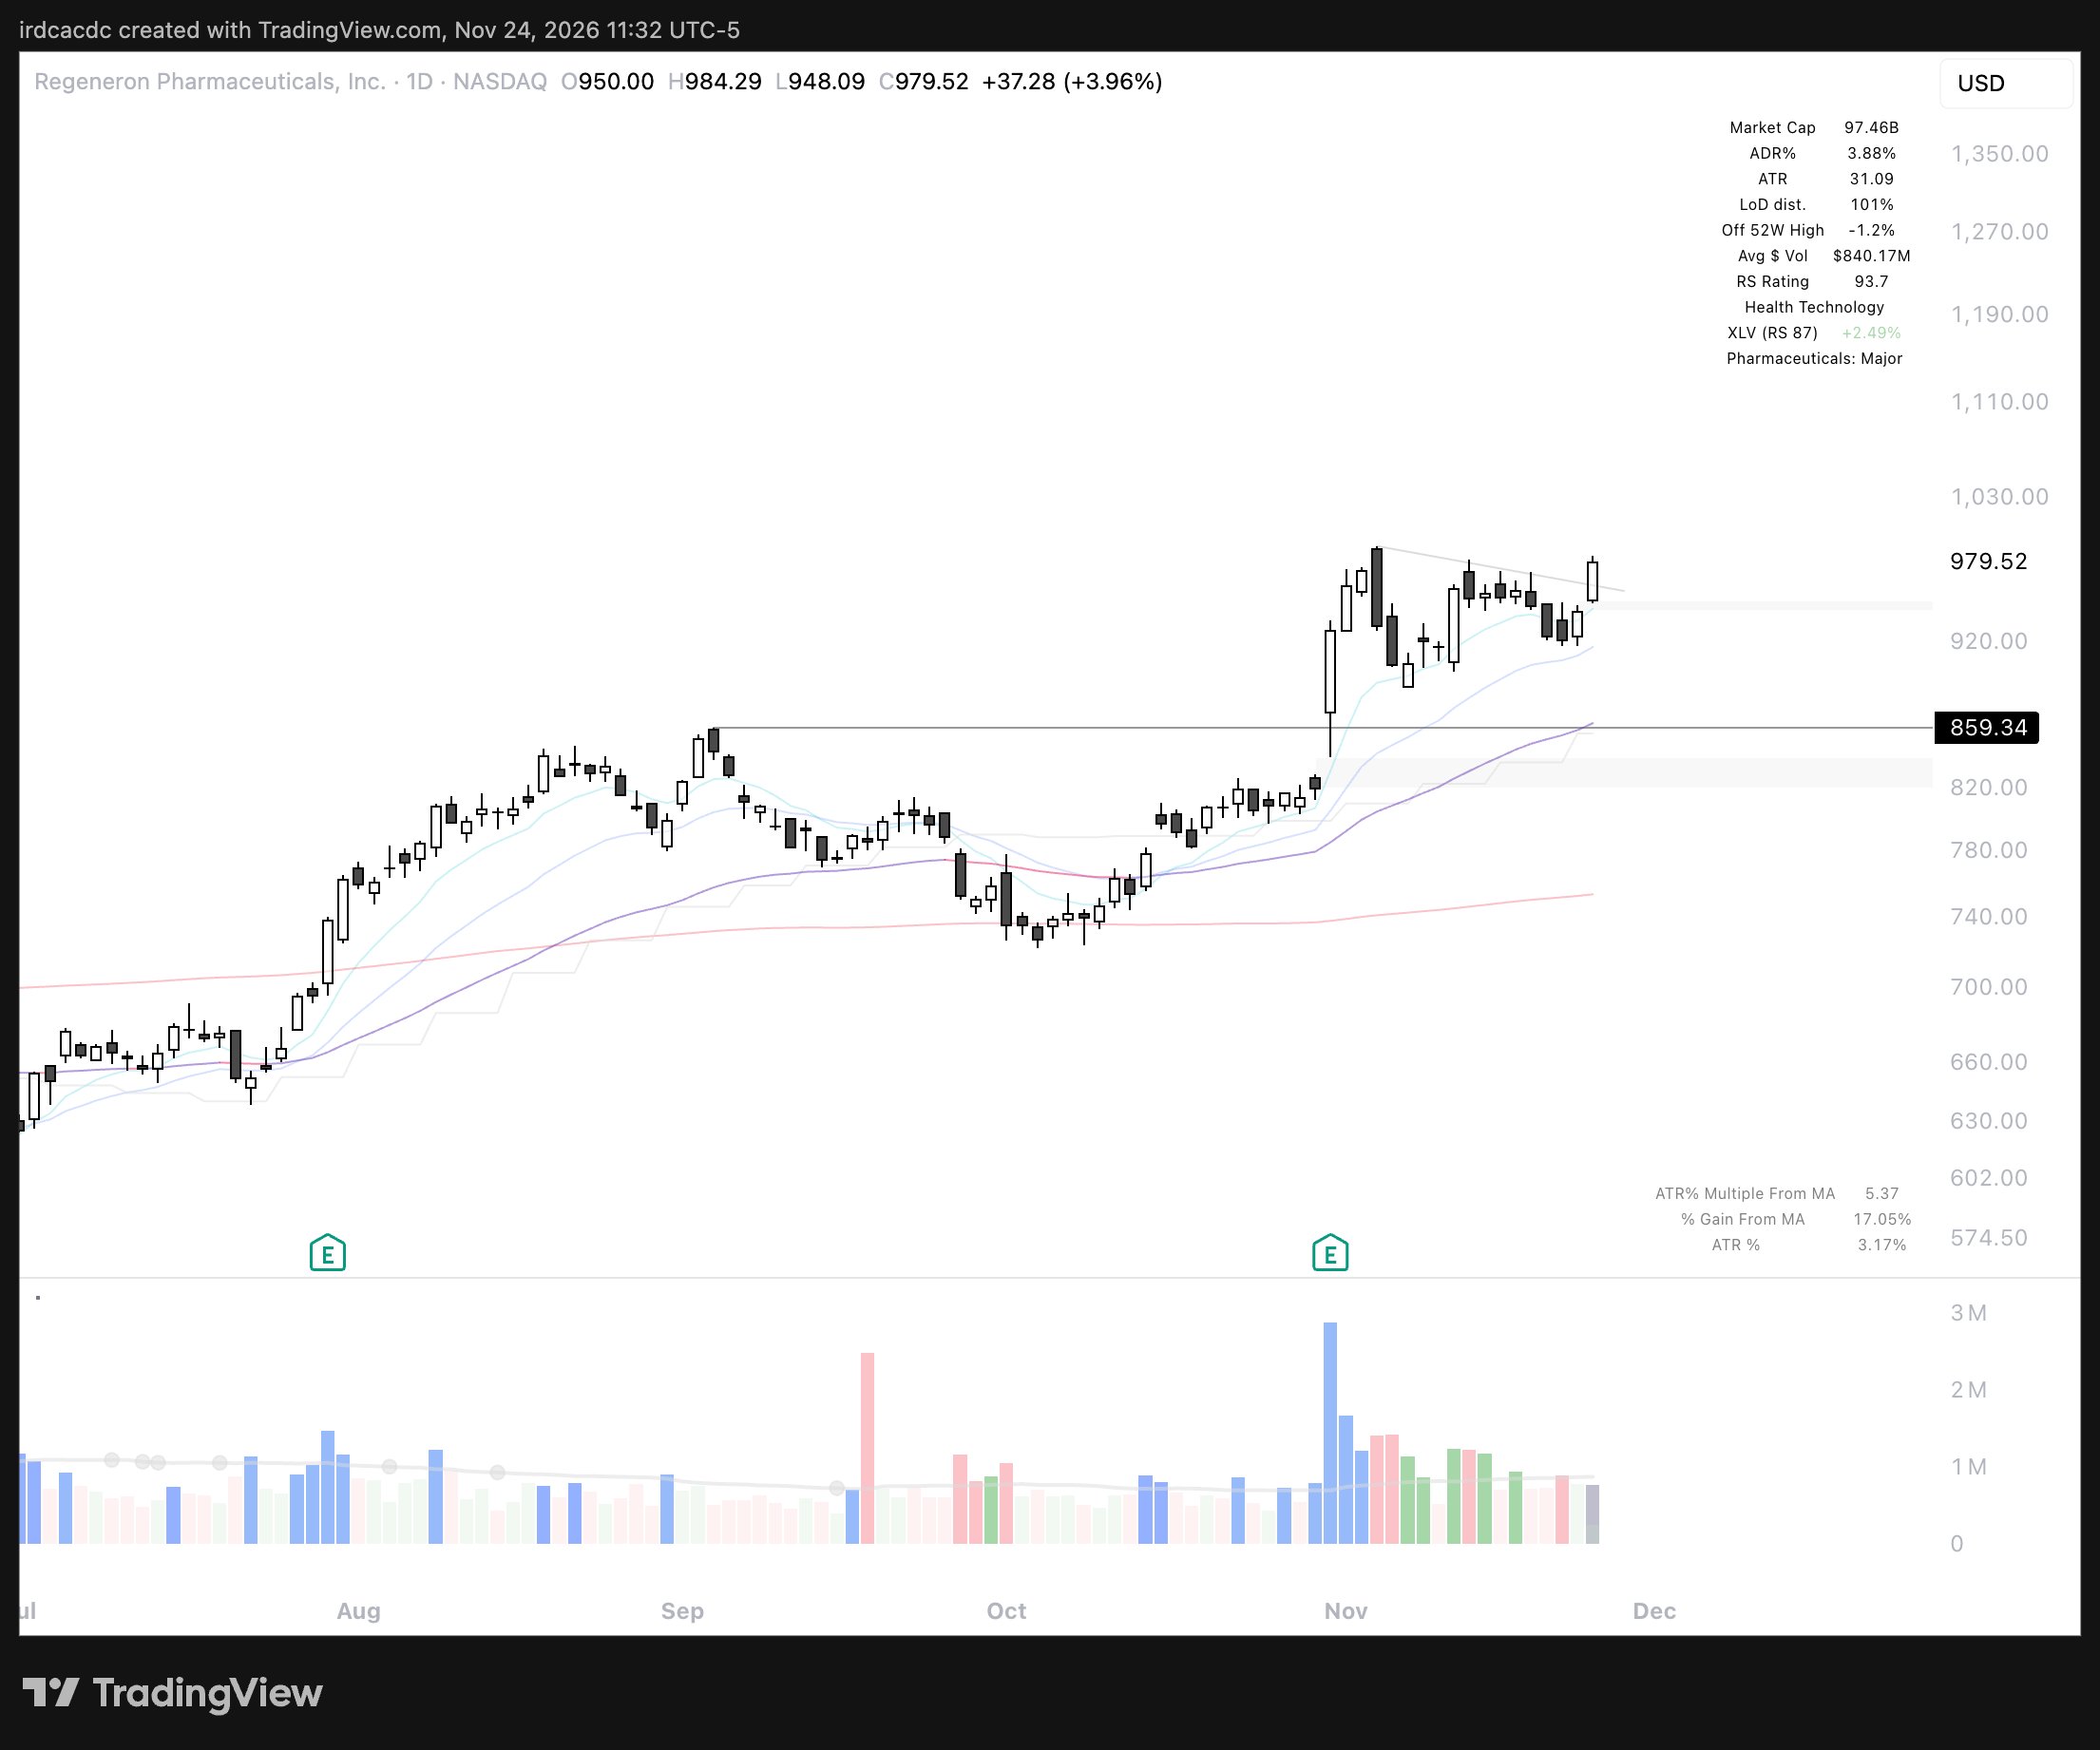 irdcacdc created with TradingView.com, Nov 24, 2026 11:32 UTC-5
Regeneron Pharmaceuticals, Inc. · 1D · NASDAQ O950.00 H984.29 L948.09 C979.52 +37.28 (+3.96%)
USD
Market Cap 97.46B
ADR% 3.88%
ATR 31.09
LoD dist. 101%
Off 52W High -1.2%
Avg $ Vol $840.17M
RS Rating 93.7
Health Technology
XLV (RS 87) +2.49%
Pharmaceuticals: Major
1,350.00
1,270.00
1,190.00
1,110.00
1,030.00
979.52
920.00
859.34
820.00
780.00
740.00
700.00
660.00
630.00
602.00
574.50
ATR% Multiple From MA 5.37
% Gain From MA 17.05%
ATR % 3.17%
E E
3 M
2 M
1 M
0
ul Aug Sep Oct Nov Dec
TradingView